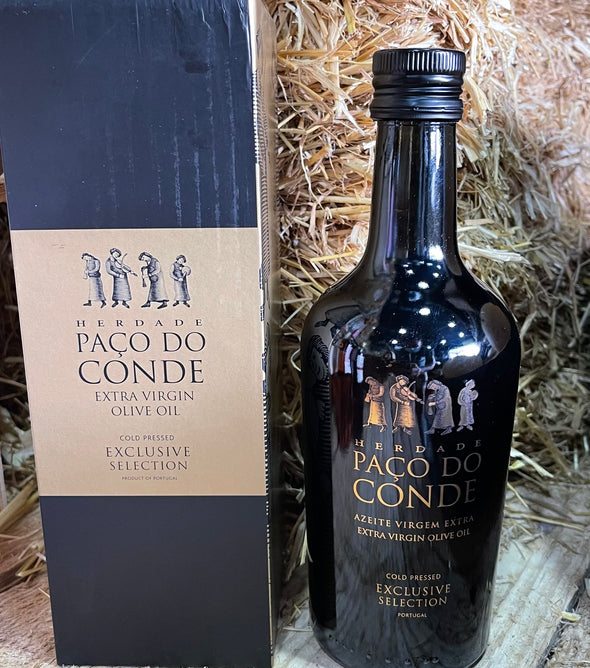 HERDADE
PAÇO DO
CONDE
EXTRA VIRGIN
OLIVE OIL
COLD PRESSED
EXCLUSIVE
SELECTION
PRODUCT OF PORTUGAL
HERDADE
PAÇO DO
CONDE
AZEITE VIRGEM EXTRA
EXTRA VIRGIN OLIVE OIL
COLD PRESSED
EXCLUSIVE
SELECTION
PORTUGAL